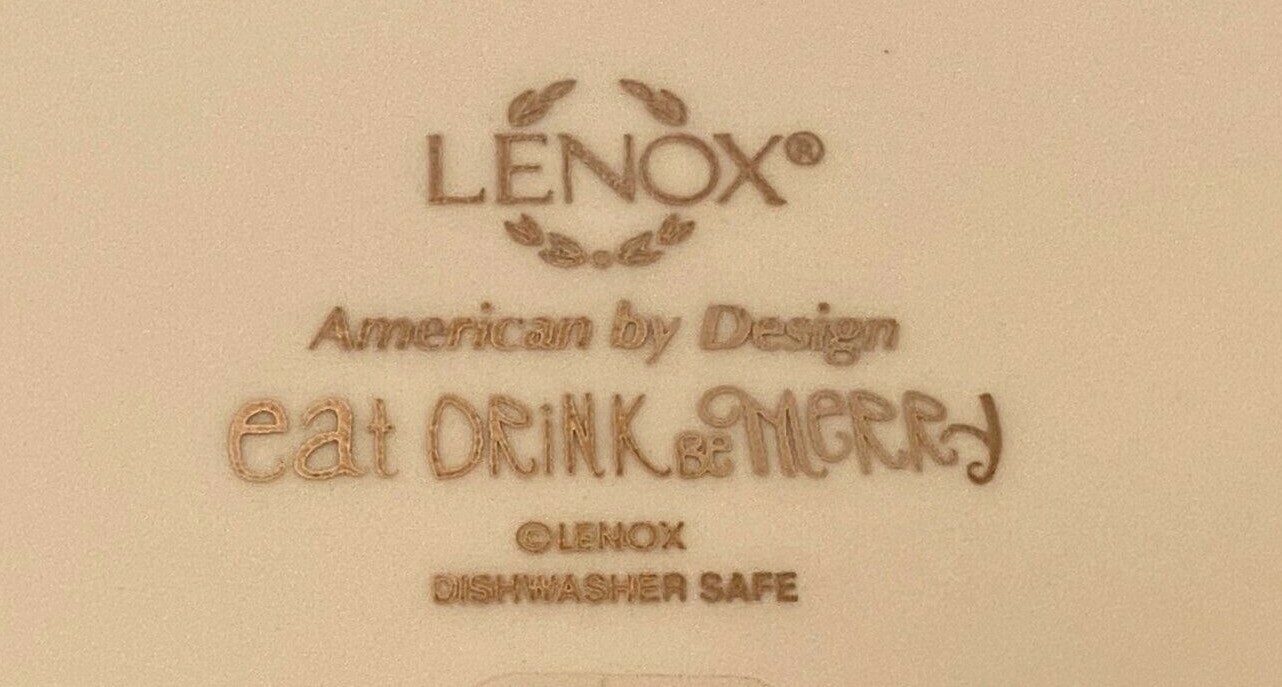 LENOX®
American by Design
eat DRiNK Be MeRRy
©LENOX
DISHWASHER SAFE